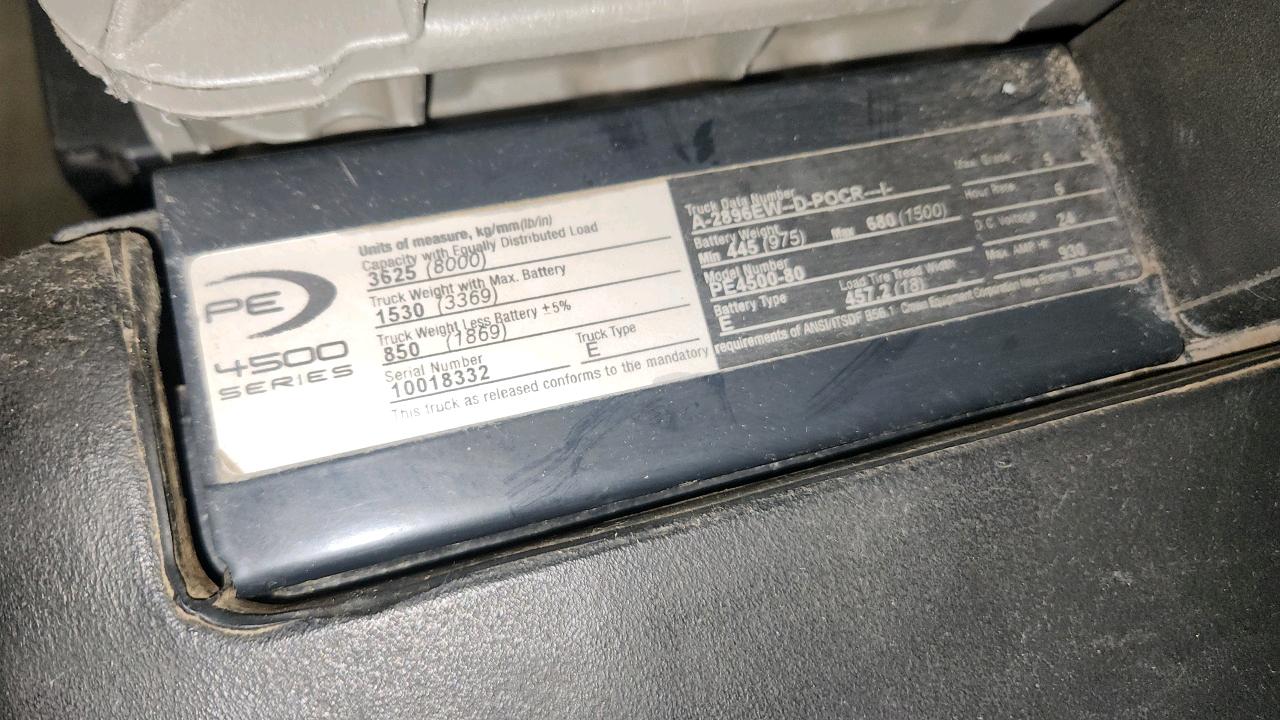 PE
4500
SERIES
Units of measure, kg/mm(lb/in)
Capacity with Equally Distributed Load
3625 (8000)
Truck Weight with Max. Battery
1530 (3369)
Truck Weight Less Battery ±5%
850 (1869)
Serial Number
10018332
Truck Type
E
This truck as released conforms to the mandatory requirements of ANSI/ITSDF B56.1 Crown Equipment Corporation New
Truck Data Number
A-2896EW-D-POCR---I-
Battery Weight
Min 445 (975) Max 680 (1500)
Model Number
PE4500-80
Battery Type
E
Load Tire Tread Width
457.2 (18)
Max. Grade 5
Hour Rate 6
D.C. Voltage 24
Max. AMP HR 930